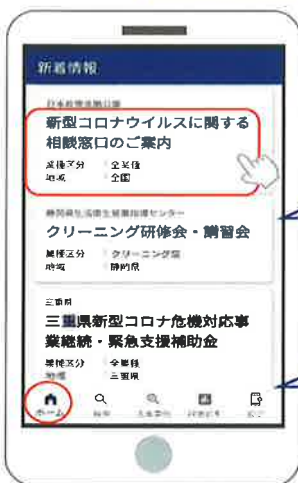 新着情報
新型コロナウイルスに関する
相談窓口のご案内
業種区分 全業種
地域 全国
クリーニング研修会・講習会
業種区分 クリーニング店
地域 静岡県
三重県
三重県新型コロナ危機対応事
業継続・緊急支援補助金
業種区分 全業種
地域 三重県
ホーム